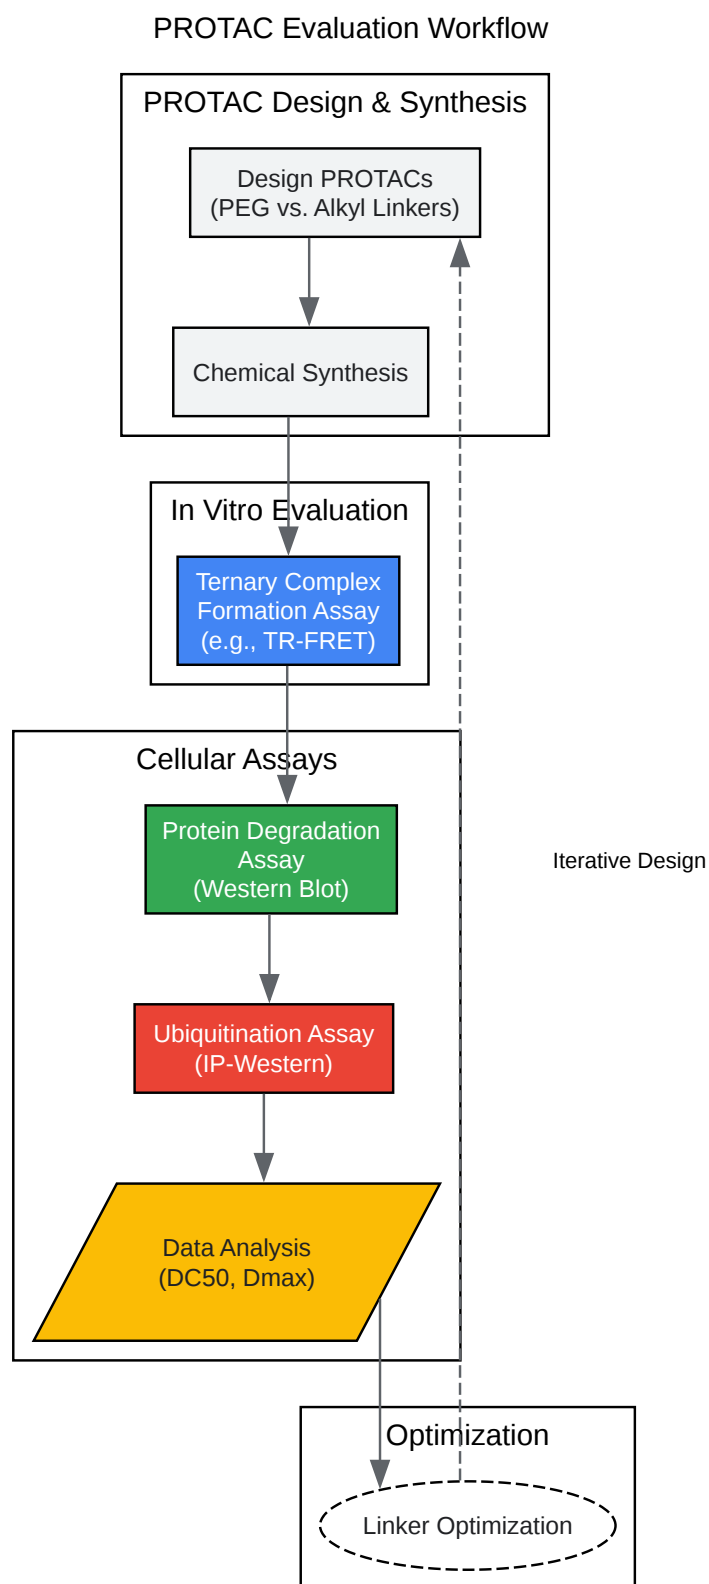 PROTAC Evaluation Workflow
PROTAC Design & Synthesis
Design PROTACs
(PEG vs. Alkyl Linkers)
Chemical Synthesis
In Vitro Evaluation
Ternary Complex
Formation Assay
(e.g., TR-FRET)
Cellular Assays
Protein Degradation
Assay
(Western Blot)
Iterative Design
Ubiquitination Assay
(IP-Western)
Data Analysis
(DC50, Dmax)
Optimization
Linker Optimization